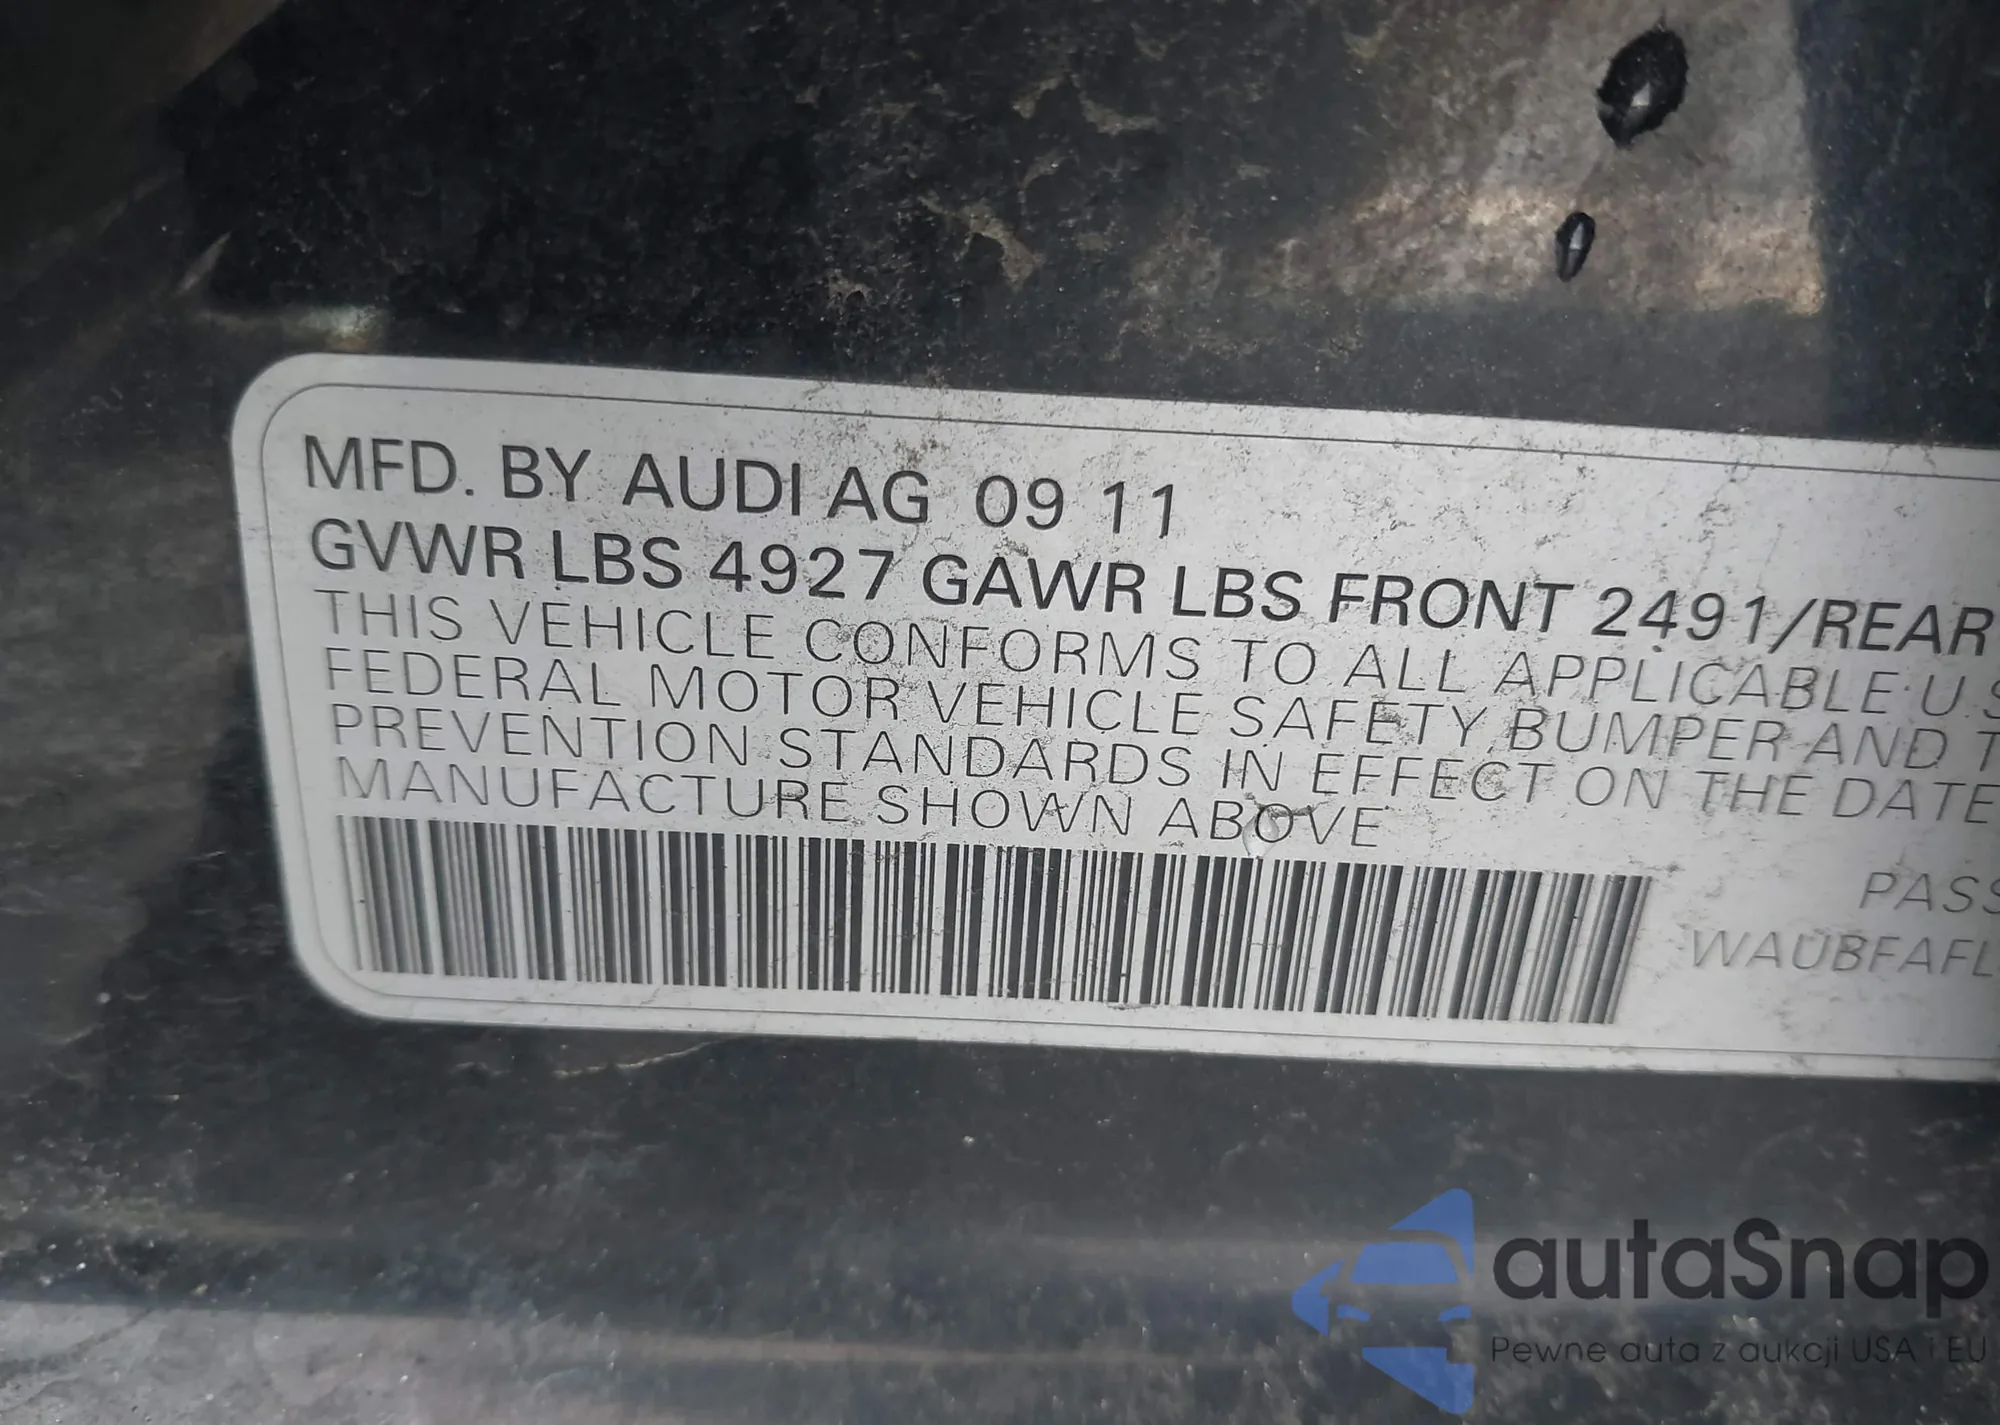 MFD. BY AUDI AG 09 11
GVWR LBS 4927 GAWR LBS FRONT 2491/REAR
THIS VEHICLE CONFORMS TO ALL APPLICABLE U.S
FEDERAL MOTOR VEHICLE SAFETY BUMPER AND T
PREVENTION STANDARDS IN EFFECT ON THE DATE
MANUFACTURE SHOWN ABOVE
PASS
WAUBFAFL
autaSnap
Pewne auta z aukcji USA i EU